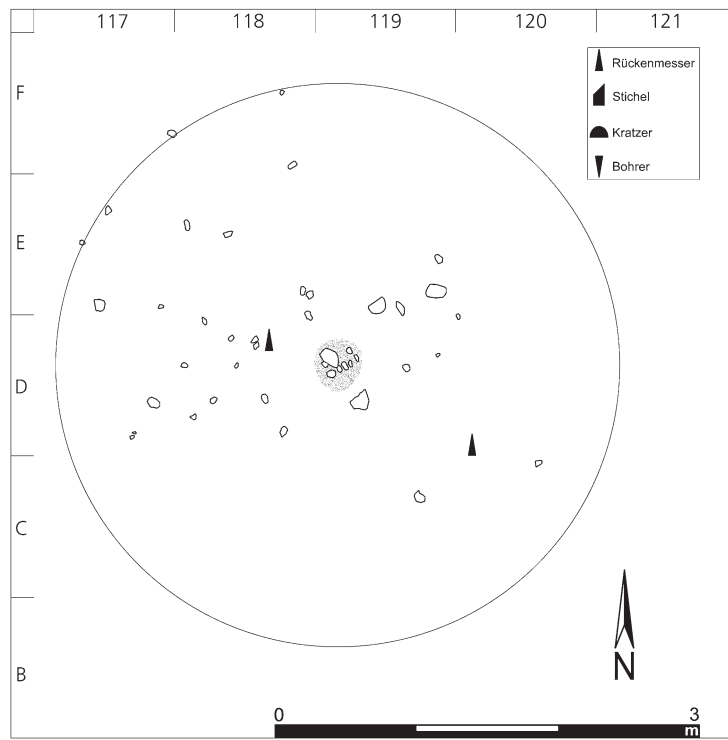 117 118 119 120 121
F
E
D
C
B
Rückenmesser
Stichel
Kratzer
Bohrer
N
0 3
m